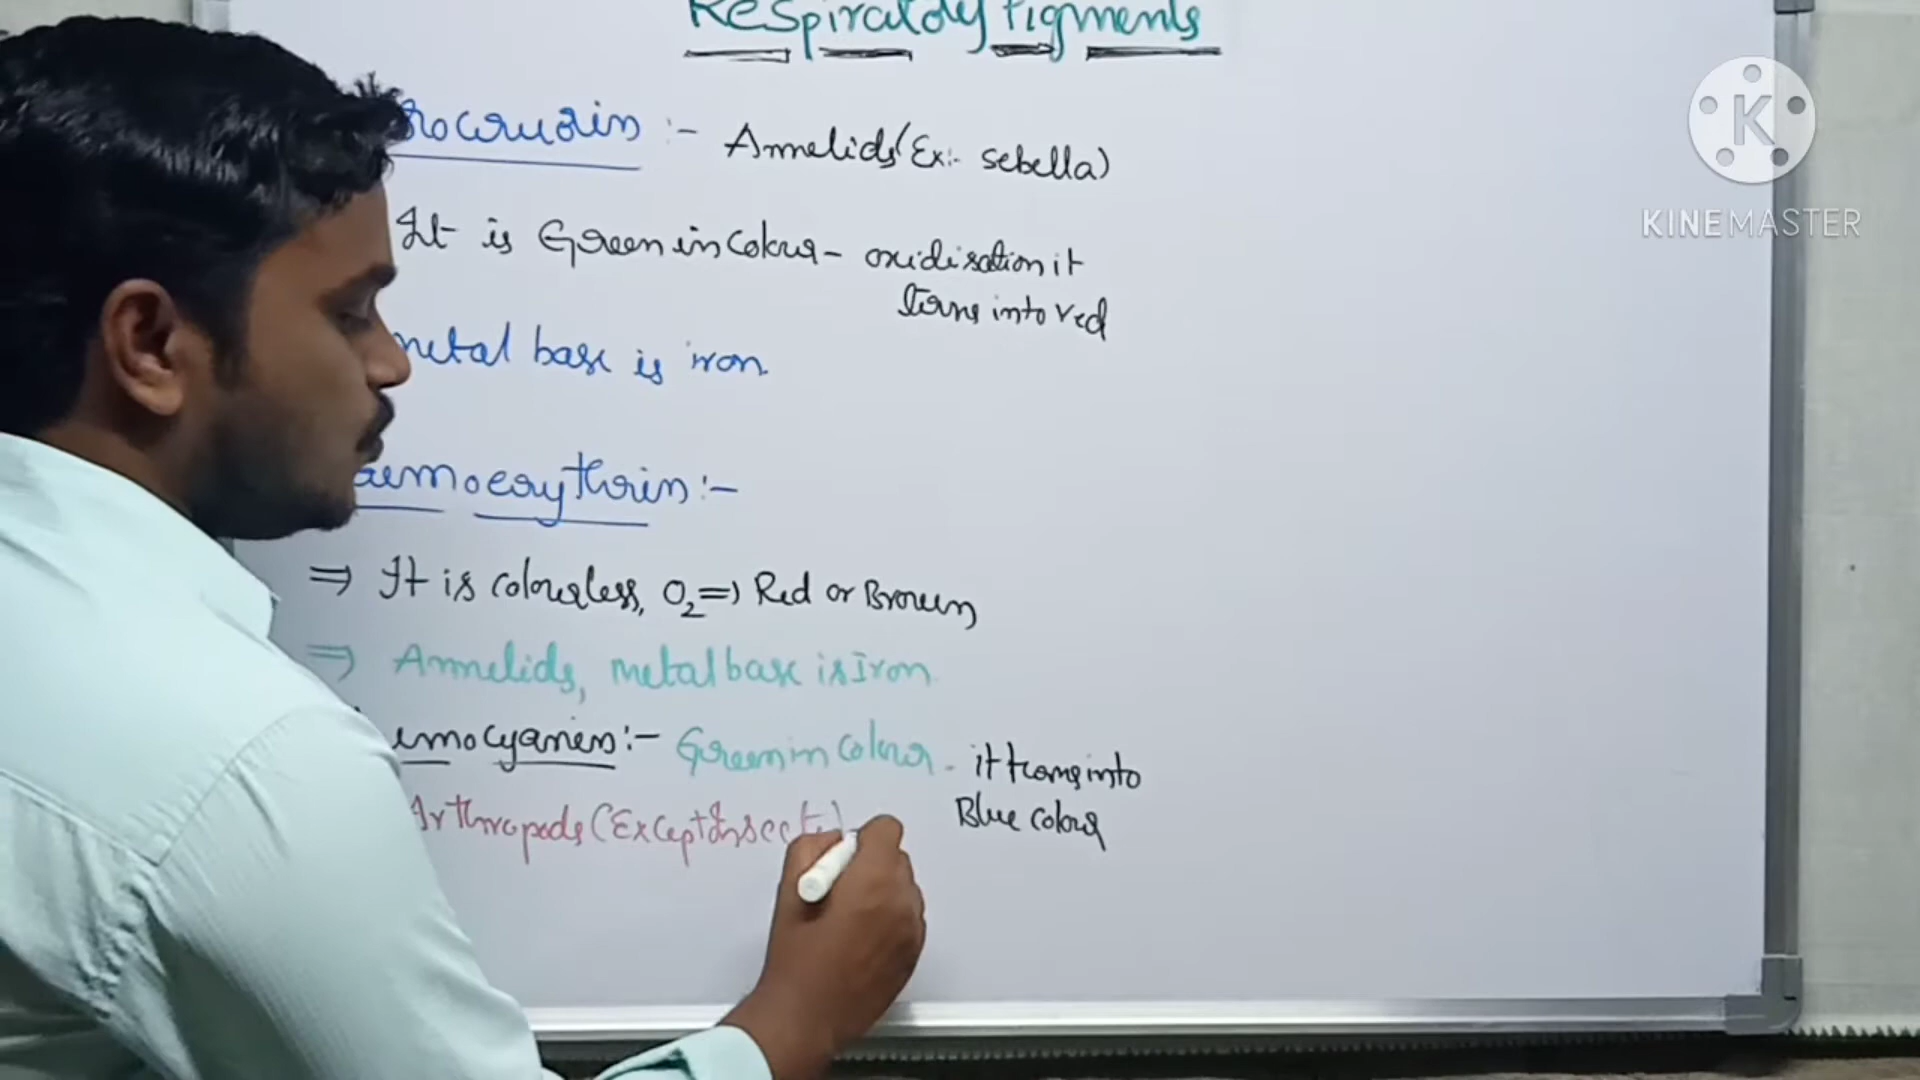 Respiratory Pigments
rocruorin :- Annelids (Ex:- sebella)
It is Green in Colour - oxidisation it
turns into red
metal base is iron.
aemoerythrin :-
⇒ It is colourless, O₂ ⇒ Red or Brown
⇒ Annelids, metal base is Iron
emocyanin :- Green in Colour - it trans into
Blue colour
Arthropods (Except Insects)
K
KINEMASTER